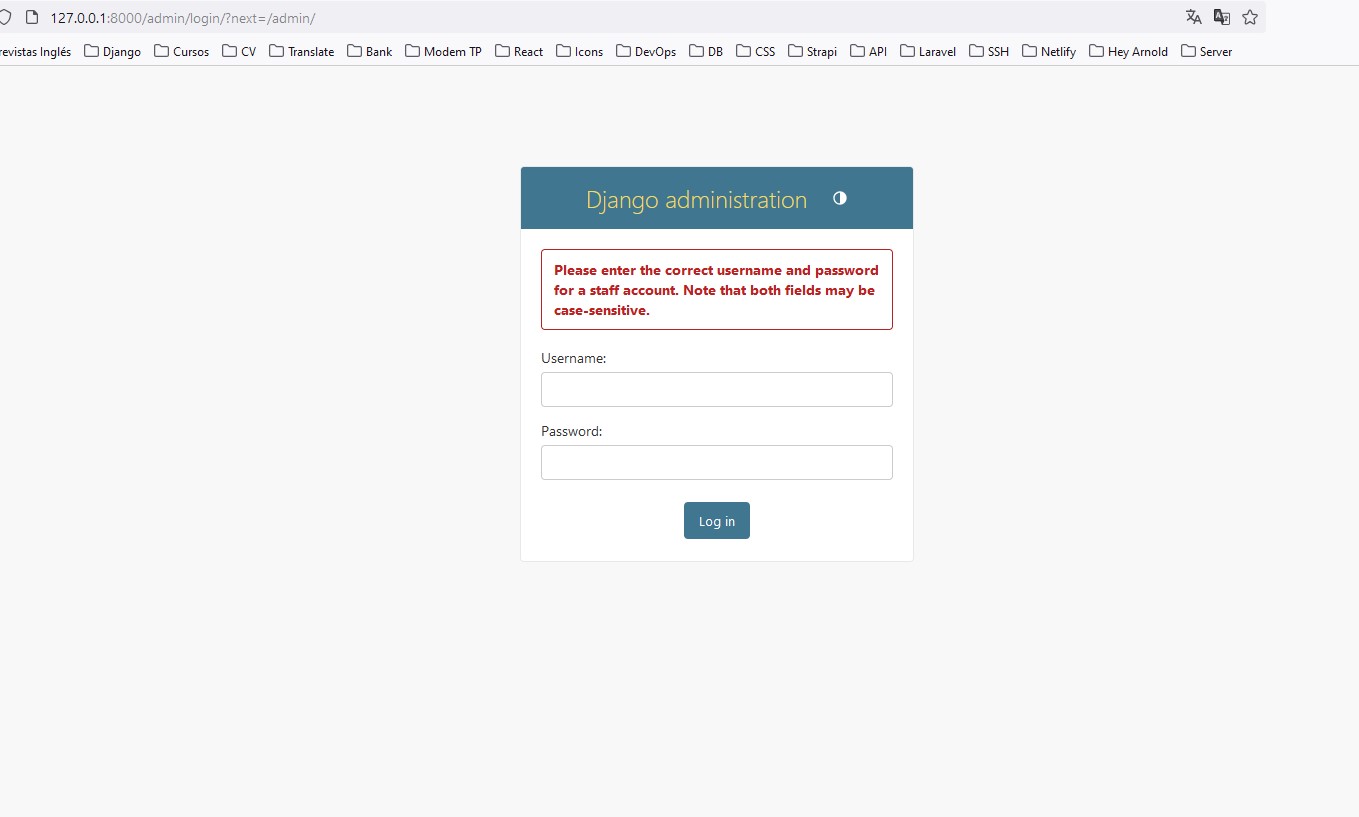 127.0.0.1:8000/admin/login/?next=/admin/
revistas Inglés Django Cursos CV Translate Bank Modem TP React Icons DevOps DB CSS Strapi API Laravel SSH Netlify Hey Arnold Server
Django administration
Please enter the correct username and password
for a staff account. Note that both fields may be
case-sensitive.
Username:
Password:
Log in